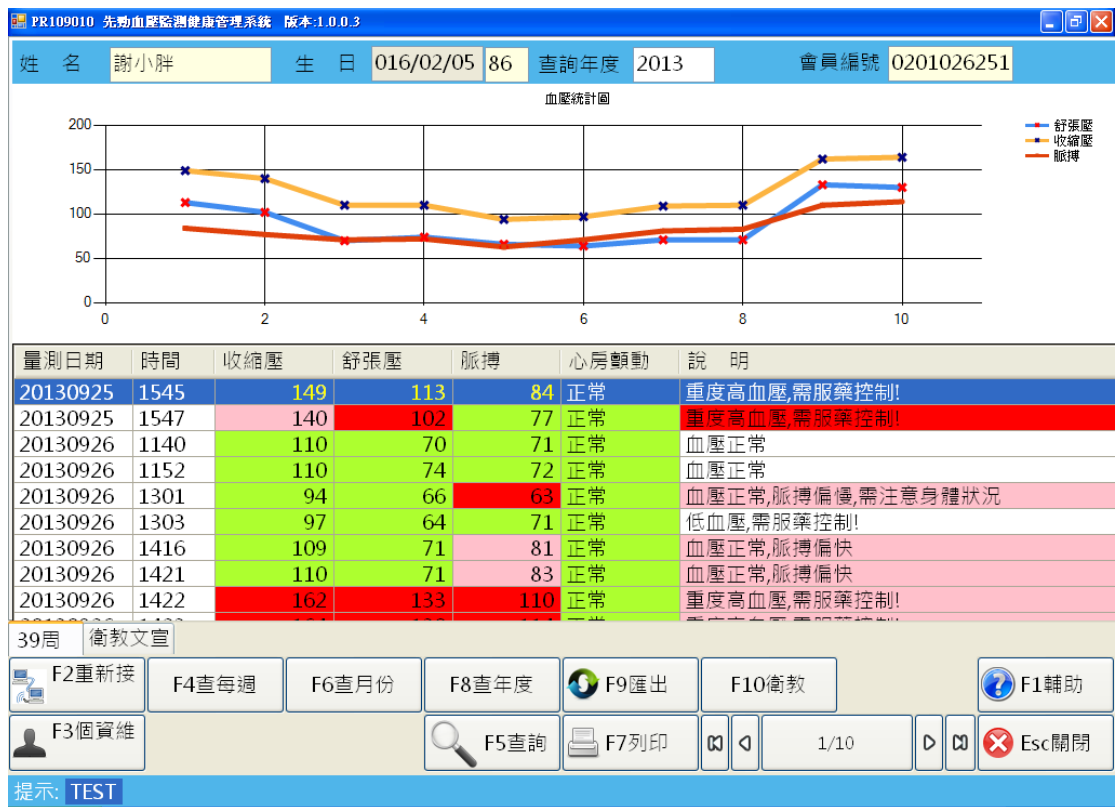 PR109010 先勁血壓監測健康管理系統 版本:1.0.0.3
姓 名 謝小胖 生 日 016/02/05 86 查詢年度 2013 會員編號 0201026251
血壓統計圖
200
150
100
50
0
0 2 4 6 8 10
舒張壓
收縮壓
脈搏
量測日期 時間 收縮壓 舒張壓 脈搏 心房顫動 說 明
20130925 1545 149 113 84 正常 重度高血壓,需服藥控制!
20130925 1547 140 102 77 正常 重度高血壓,需服藥控制!
20130926 1140 110 70 71 正常 血壓正常
20130926 1152 110 74 72 正常 血壓正常
20130926 1301 94 66 63 正常 血壓正常,脈搏偏慢,需注意身體狀況
20130926 1303 97 64 71 正常 低血壓,需服藥控制!
20130926 1416 109 71 81 正常 血壓正常,脈搏偏快
20130926 1421 110 71 83 正常 血壓正常,脈搏偏快
20130926 1422 162 133 110 正常 重度高血壓,需服藥控制!
39周 衛教文宣
F2重新接 F4查每週 F6查月份 F8查年度 F9匯出 F10衛教 F1輔助
F3個資維 F5查詢 F7列印 1/10 Esc關閉
提示: TEST